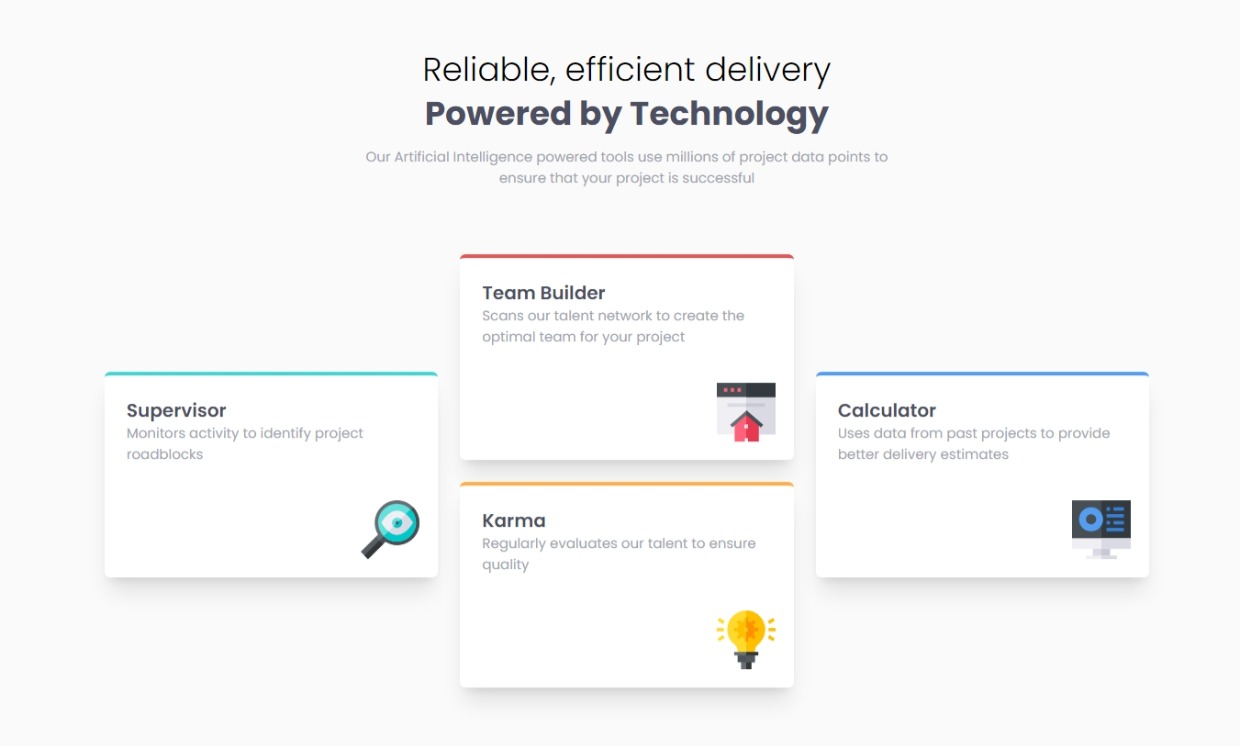 Reliable, efficient delivery
Powered by Technology
Our Artificial Intelligence powered tools use millions of project data points to
ensure that your project is successful
Team Builder
Scans our talent network to create the
optimal team for your project
Supervisor
Monitors activity to identify project
roadblocks
Calculator
Uses data from past projects to provide
better delivery estimates
Karma
Regularly evaluates our talent to ensure
quality